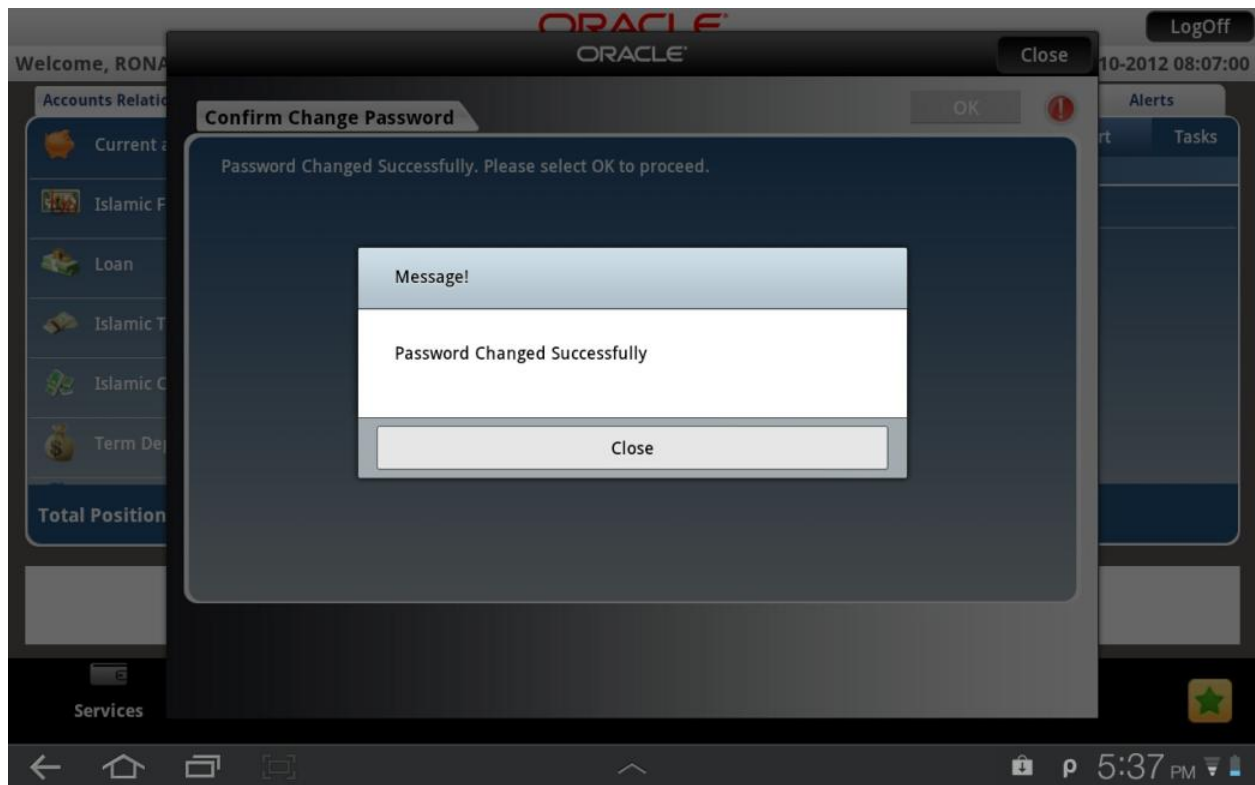 ORACLE
LogOff
Welcome, RONA
10-2012 08:07:00
ORACLE
Close
Accounts Relatio
Alerts
Confirm Change Password
OK
Current a
rt
Tasks
Password Changed Successfully. Please select OK to proceed.
Islamic F
Loan
Message!
Islamic T
Password Changed Successfully
Islamic C
Term Dep
Close
Total Position
Services
5:37 PM